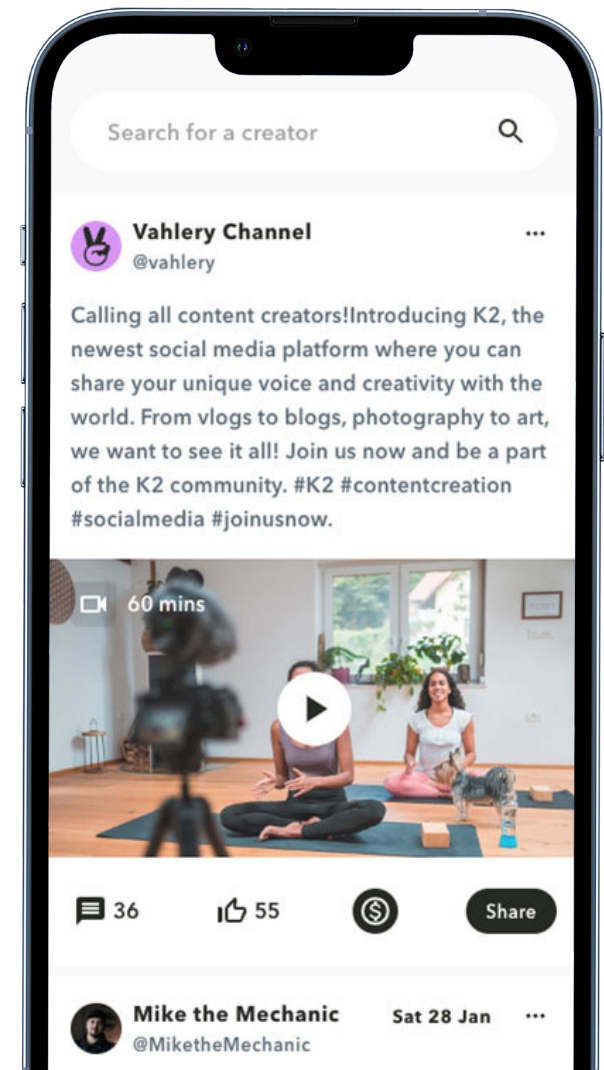 Search for a creator
Vahlery Channel
@vahlery
Calling all content creators!Introducing K2, the
newest social media platform where you can
share your unique voice and creativity with the
world. From vlogs to blogs, photography to art,
we want to see it all! Join us now and be a part
of the K2 community. #K2 #contentcreation
#socialmedia #joinusnow.
60 mins
36
55
Share
Mike the Mechanic
Sat 28 Jan
@MiketheMechanic